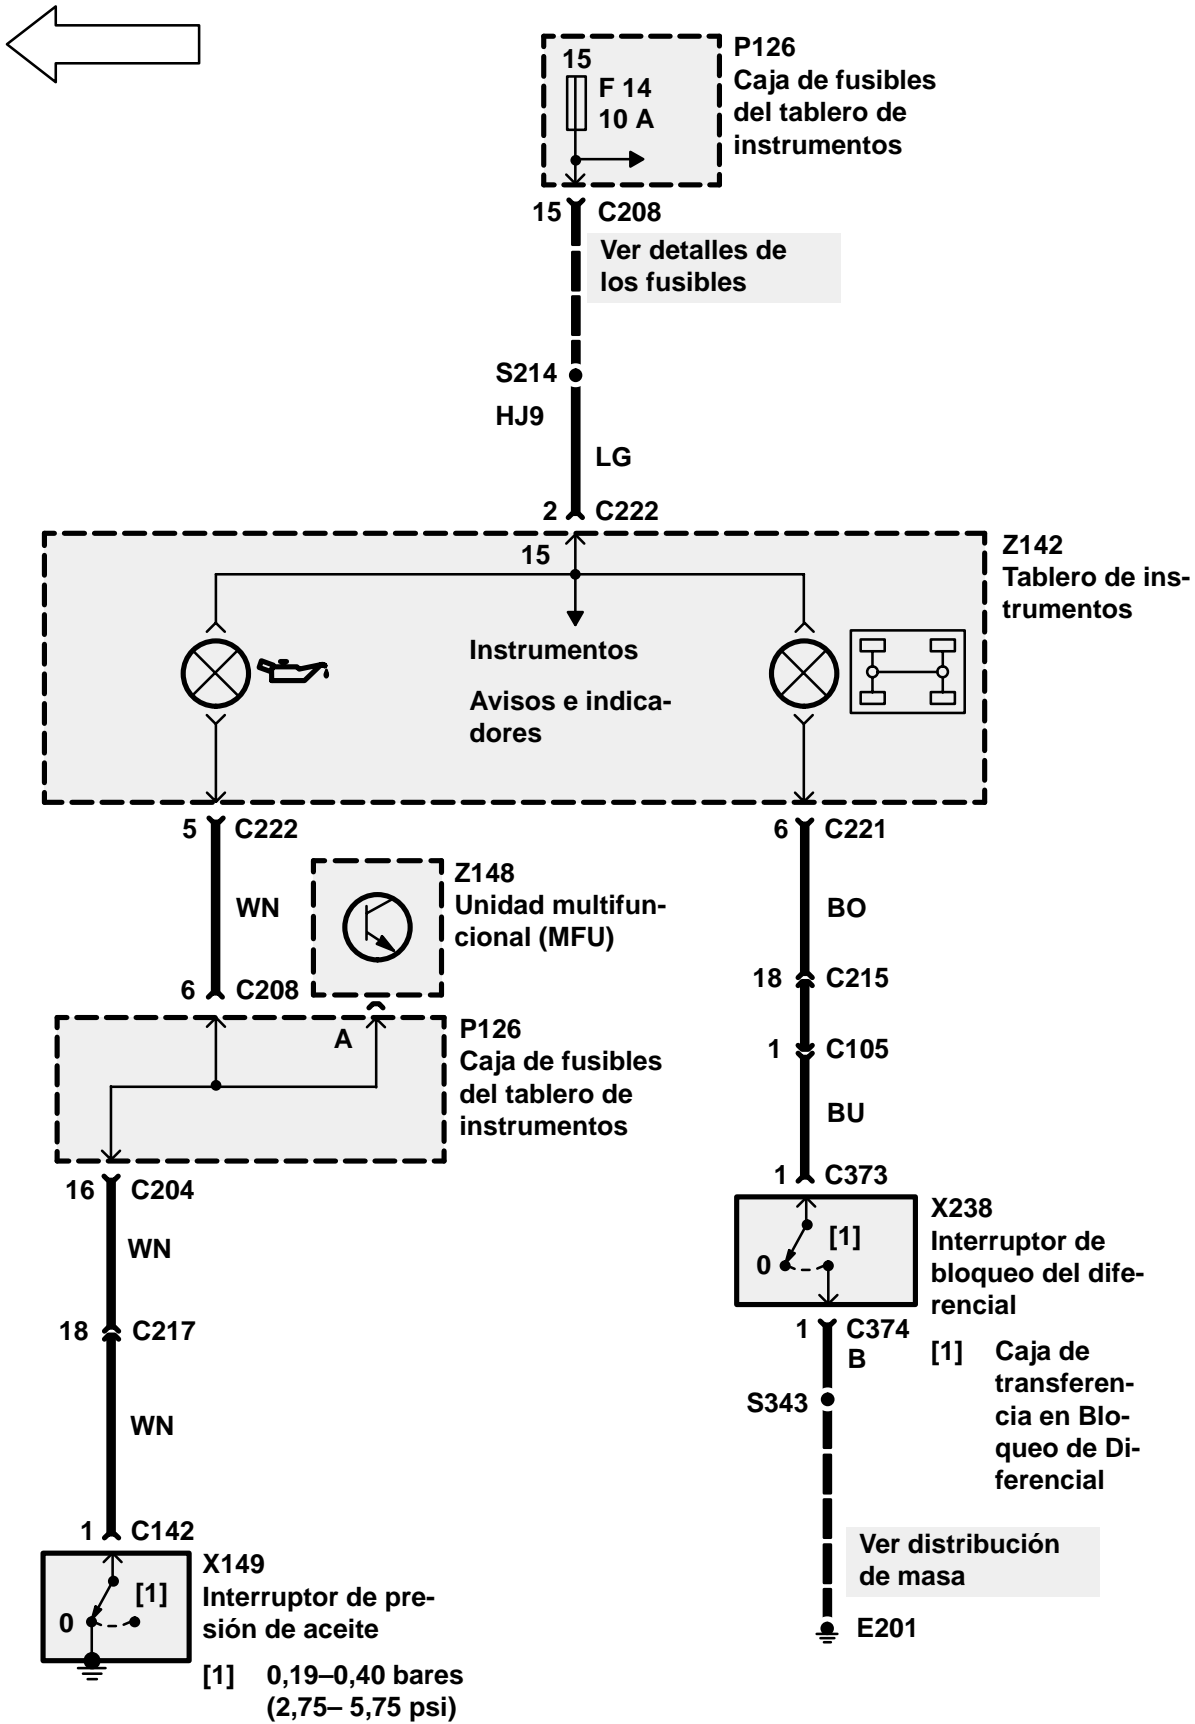 P126
Caja de fusibles
del tablero de
instrumentos
15
F 14
10 A
15
C208
Ver detalles de
los fusibles
S214
HJ9
LG
2
C222
15
Z142
Tablero de ins-
trumentos
Instrumentos
Avisos e indica-
dores
5
C222
6
C221
WN
Z148
Unidad multifun-
cional (MFU)
BO
6
C208
18
C215
A
P126
Caja de fusibles
del tablero de
instrumentos
1
C105
BU
16
C204
1
C373
WN
X238
Interruptor de
bloqueo del dife-
rencial
[1]
0
18
C217
1
C374
B
[1] Caja de
transferen-
cia en Blo-
queo de Di-
ferencial
S343
WN
1
C142
X149
Interruptor de pre-
sión de aceite
[1]
0
[1] 0,19–0,40 bares
(2,75– 5,75 psi)
Ver distribución
de masa
E201